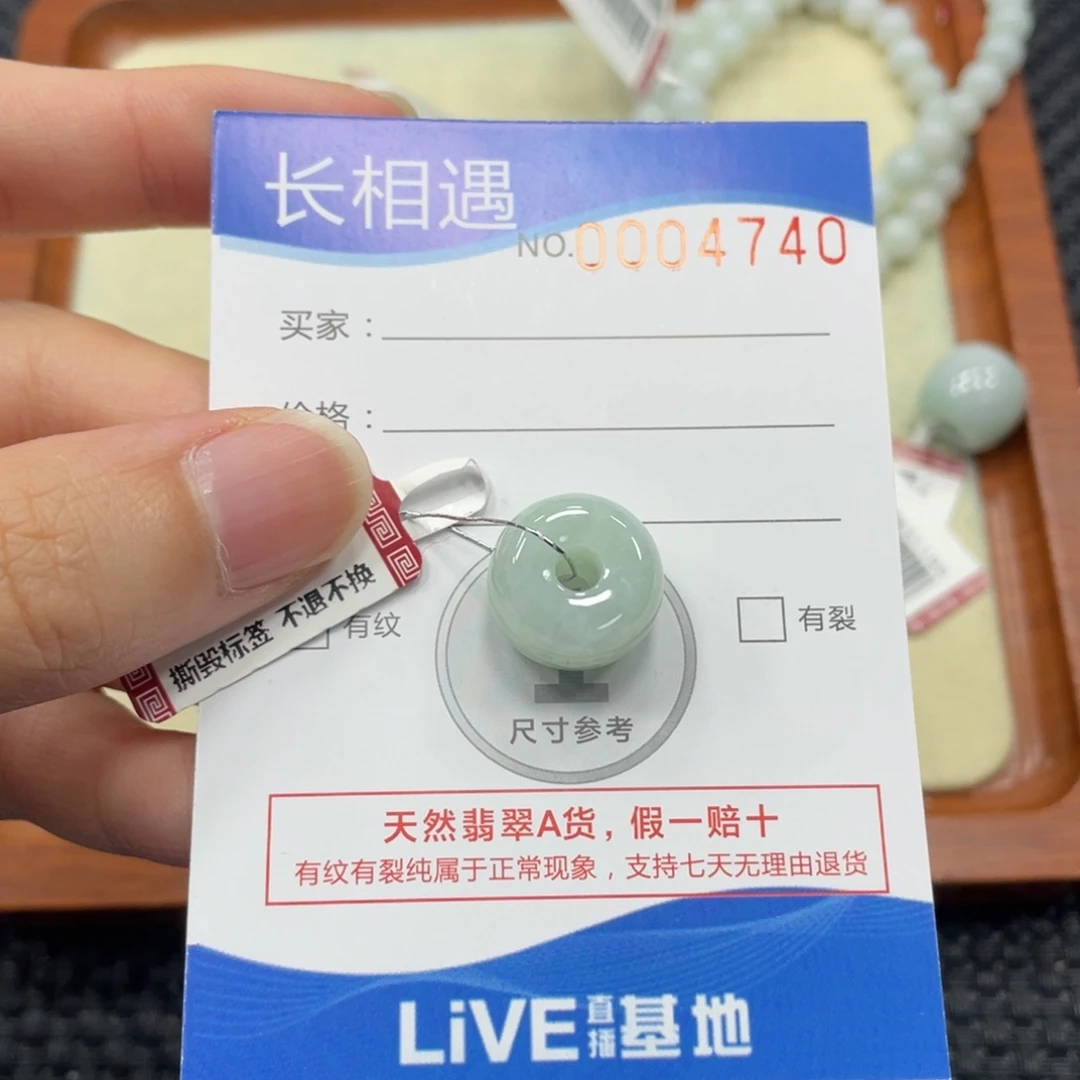 长相遇
NO.0004740
买家：
价格：
撕毁标签 不退不换
有纹
有裂
尺寸参考
天然翡翠A货，假一赔十
有纹有裂纯属于正常现象，支持七天无理由退货
LiVE直播基地